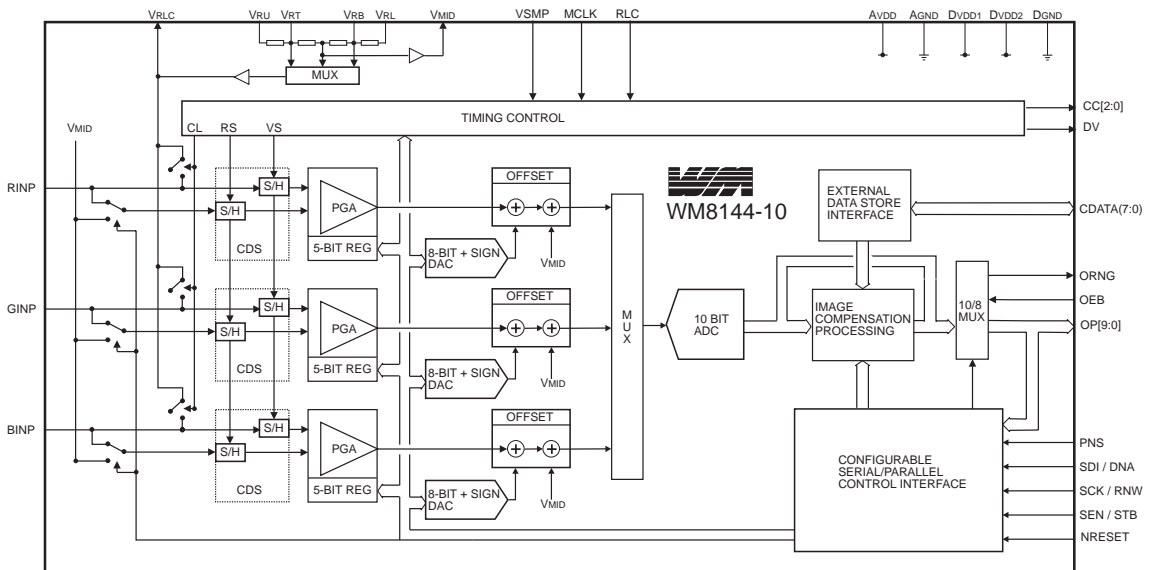 VRLC VRU VRT VRB VRL VMID VSMP MCLK RLC AVDD AGND DVDD1 DVDD2 DGND
MUX
TIMING CONTROL
CL RS VS
VMID
CC[2:0]
DV
RINP
S/H
S/H
CDS
PGA
5-BIT REG
OFFSET
+ +
VMID
8-BIT + SIGN
DAC
WM
WM8144-10
EXTERNAL
DATA STORE
INTERFACE
CDATA(7:0)
GINP
S/H
S/H
CDS
PGA
5-BIT REG
OFFSET
+ +
VMID
8-BIT + SIGN
DAC
M
U
X
10 BIT
ADC
IMAGE
COMPENSATION
PROCESSING
10/8
MUX
ORNG
OEB
OP[9:0]
BINP
S/H
S/H
CDS
PGA
5-BIT REG
OFFSET
+ +
VMID
8-BIT + SIGN
DAC
CONFIGURABLE
SERIAL/PARALLEL
CONTROL INTERFACE
PNS
SDI / DNA
SCK / RNW
SEN / STB
NRESET